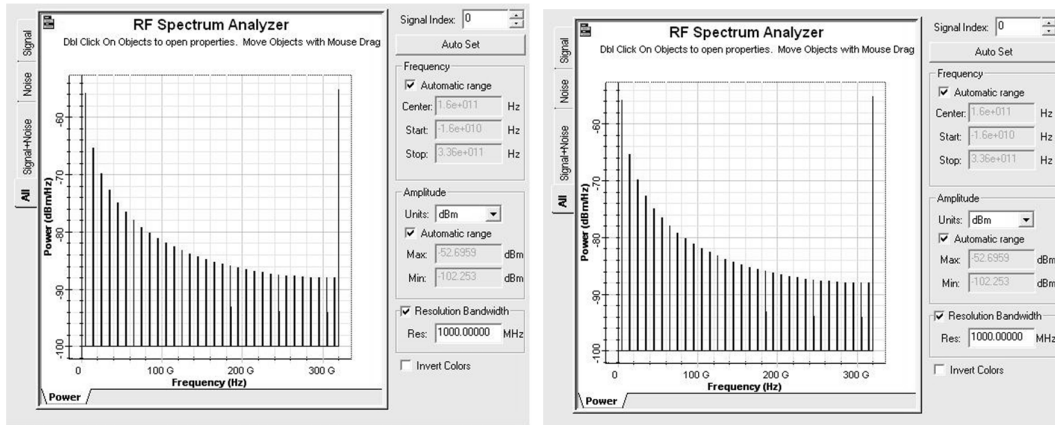 RF Spectrum Analyzer
Dbl Click On Objects to open properties. Move Objects with Mouse Drag
Signal
Noise
Signal+Noise
All
Power (dBm/Hz)
-60
-70
-80
-90
-100
0 100 G 200 G 300 G
Frequency (Hz)
Power
Signal Index: 0
Auto Set
Frequency
Automatic range
Center: 1.6e+011 Hz
Start: -1.6e+010 Hz
Stop: 3.36e+011 Hz
Amplitude
Units: dBm
Automatic range
Max: -52.6959 dBm
Min: -102.253 dBm
Resolution Bandwidth
Res: 1000.00000 MHz
Invert Colors
RF Spectrum Analyzer
Dbl Click On Objects to open properties. Move Objects with Mouse Drag
Signal
Noise
Signal+Noise
All
Power (dBm/Hz)
-60
-70
-80
-90
-100
0 100 G 200 G 300 G
Frequency (Hz)
Power
Signal Index: 0
Auto Set
Frequency
Automatic range
Center: 1.6e+011 Hz
Start: -1.6e+010 Hz
Stop: 3.36e+011 Hz
Amplitude
Units: dBm
Automatic range
Max: -52.6959 dBm
Min: -102.253 dBm
Resolution Bandwidth
Res: 1000.00000 MHz
Invert Colors